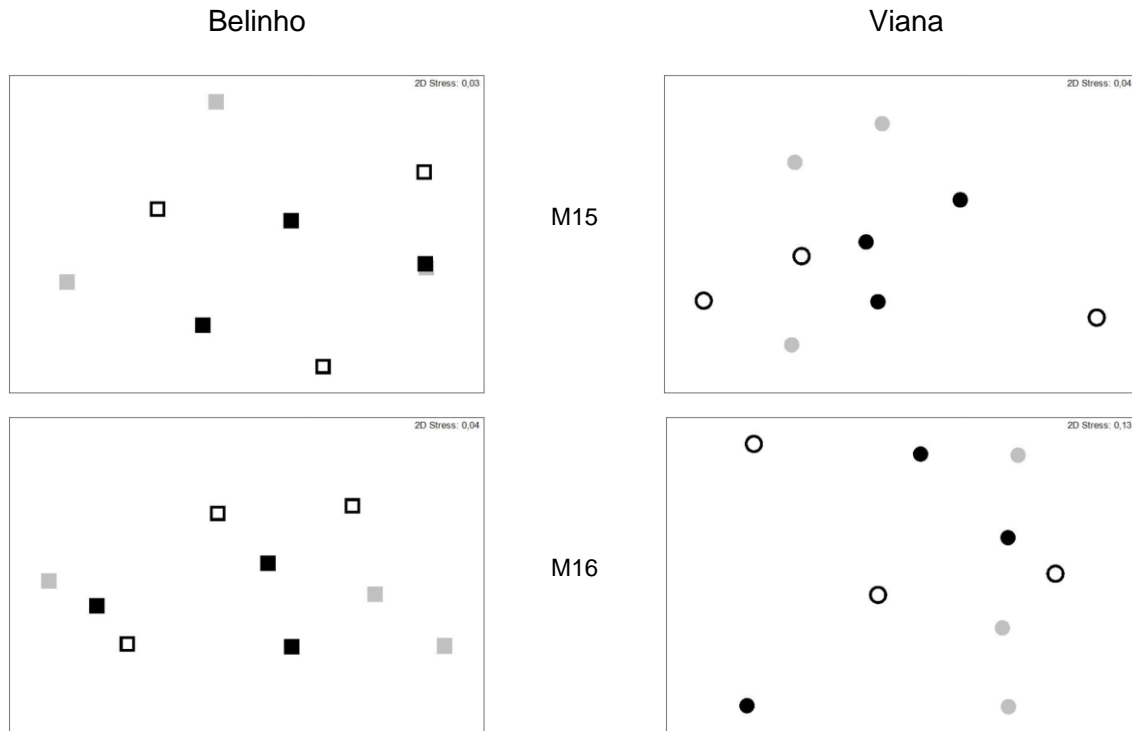 Belinho
Viana
2D Stress: 0,03
2D Stress: 0,04
M15
2D Stress: 0,04
2D Stress: 0,13
M16